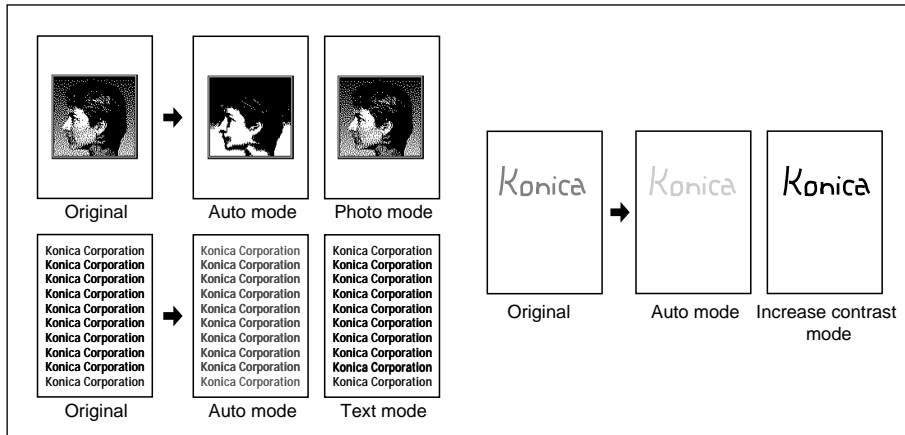 Original
Auto mode
Photo mode
Konica Corporation
Konica Corporation
Konica Corporation
Konica Corporation
Konica Corporation
Konica Corporation
Konica Corporation
Konica Corporation
Konica Corporation
Konica Corporation
Original
Konica Corporation
Konica Corporation
Konica Corporation
Konica Corporation
Konica Corporation
Konica Corporation
Konica Corporation
Konica Corporation
Konica Corporation
Konica Corporation
Auto mode
Konica Corporation
Konica Corporation
Konica Corporation
Konica Corporation
Konica Corporation
Konica Corporation
Konica Corporation
Konica Corporation
Konica Corporation
Konica Corporation
Text mode
Konica
Original
Konica
Auto mode
Konica
Increase contrast
mode